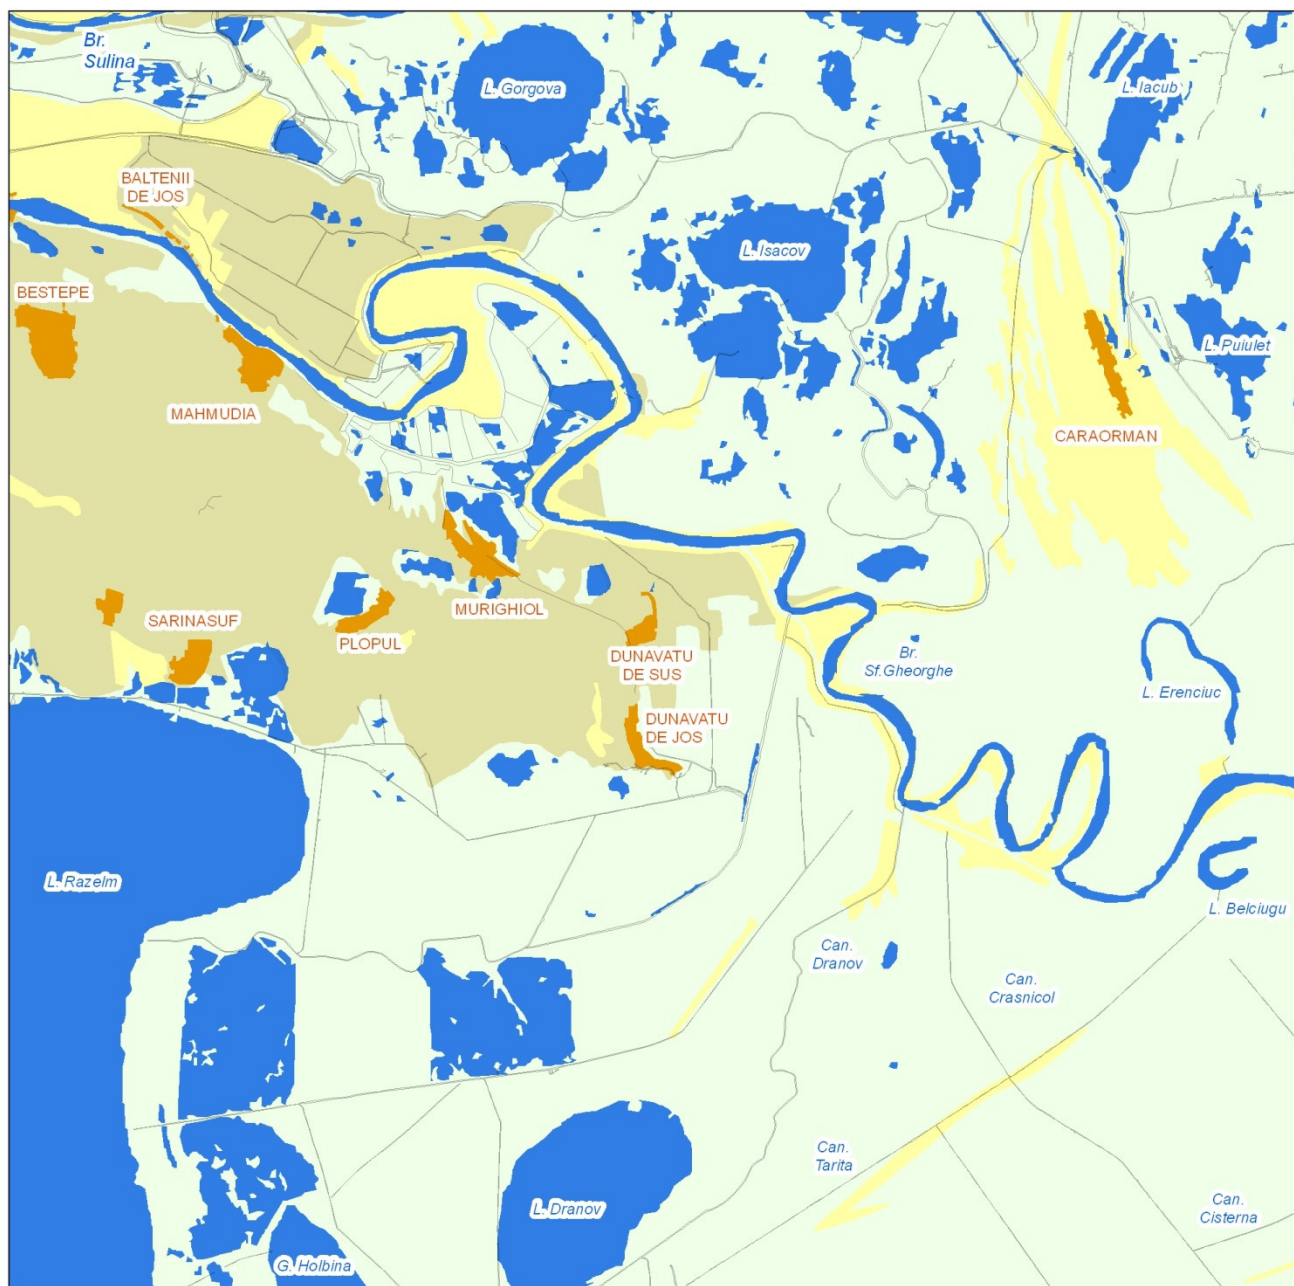 Br.
Sulina
L. Gorgova
L. Iacub
BALTENII
DE JOS
L. Isacov
BESTEPE
L. Puiulet
MAHMUDIA
CARAORMAN
MURIGHIOL
SARINASUF
PLOPUL
DUNAVATU
DE SUS
Br.
Sf.Gheorghe
L. Erenciuc
DUNAVATU
DE JOS
L. Razelm
L. Belciugu
Can.
Dranov
Can.
Crasnicol
Can.
Tarita
L. Dranov
Can.
Cisterna
G. Holbina